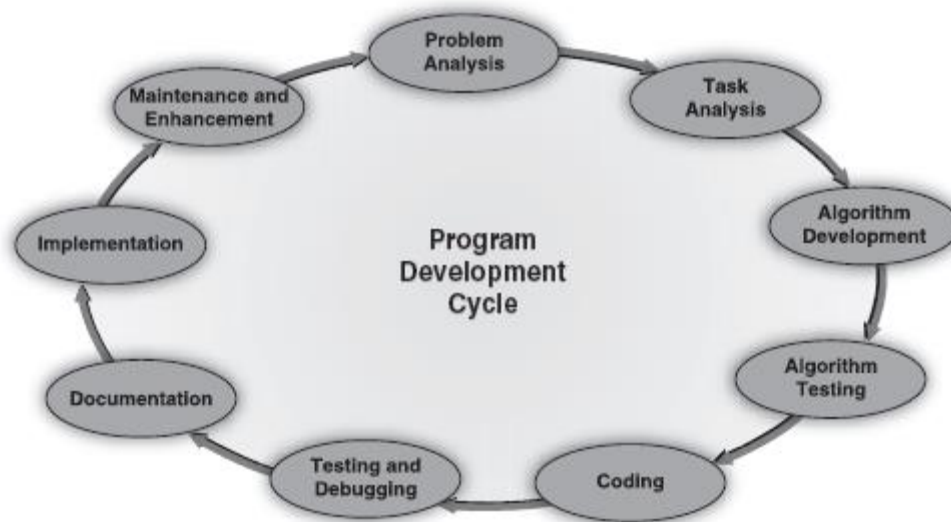 Problem
Analysis
Task
Analysis
Algorithm
Development
Algorithm
Testing
Coding
Testing and
Debugging
Documentation
Implementation
Maintenance and
Enhancement
Program
Development
Cycle